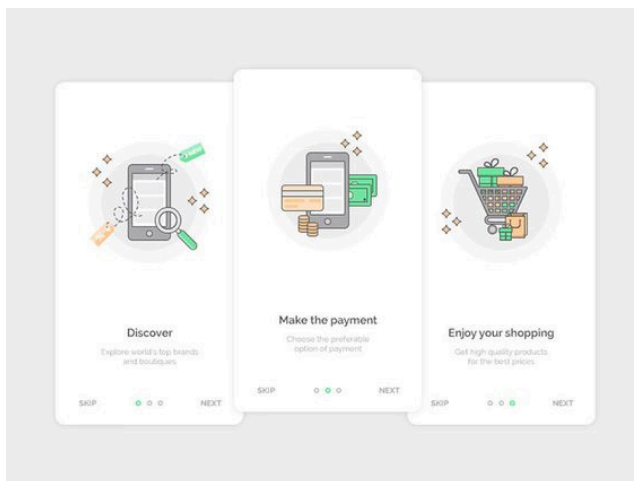 NEW
Discover
Explore world's top brands
and boutiques
SKIP
NEXT
Make the payment
Choose the preferable
option of payment
SKIP
NEXT
Enjoy your shopping
Get high quality products
for the best prices
SKIP
NEXT